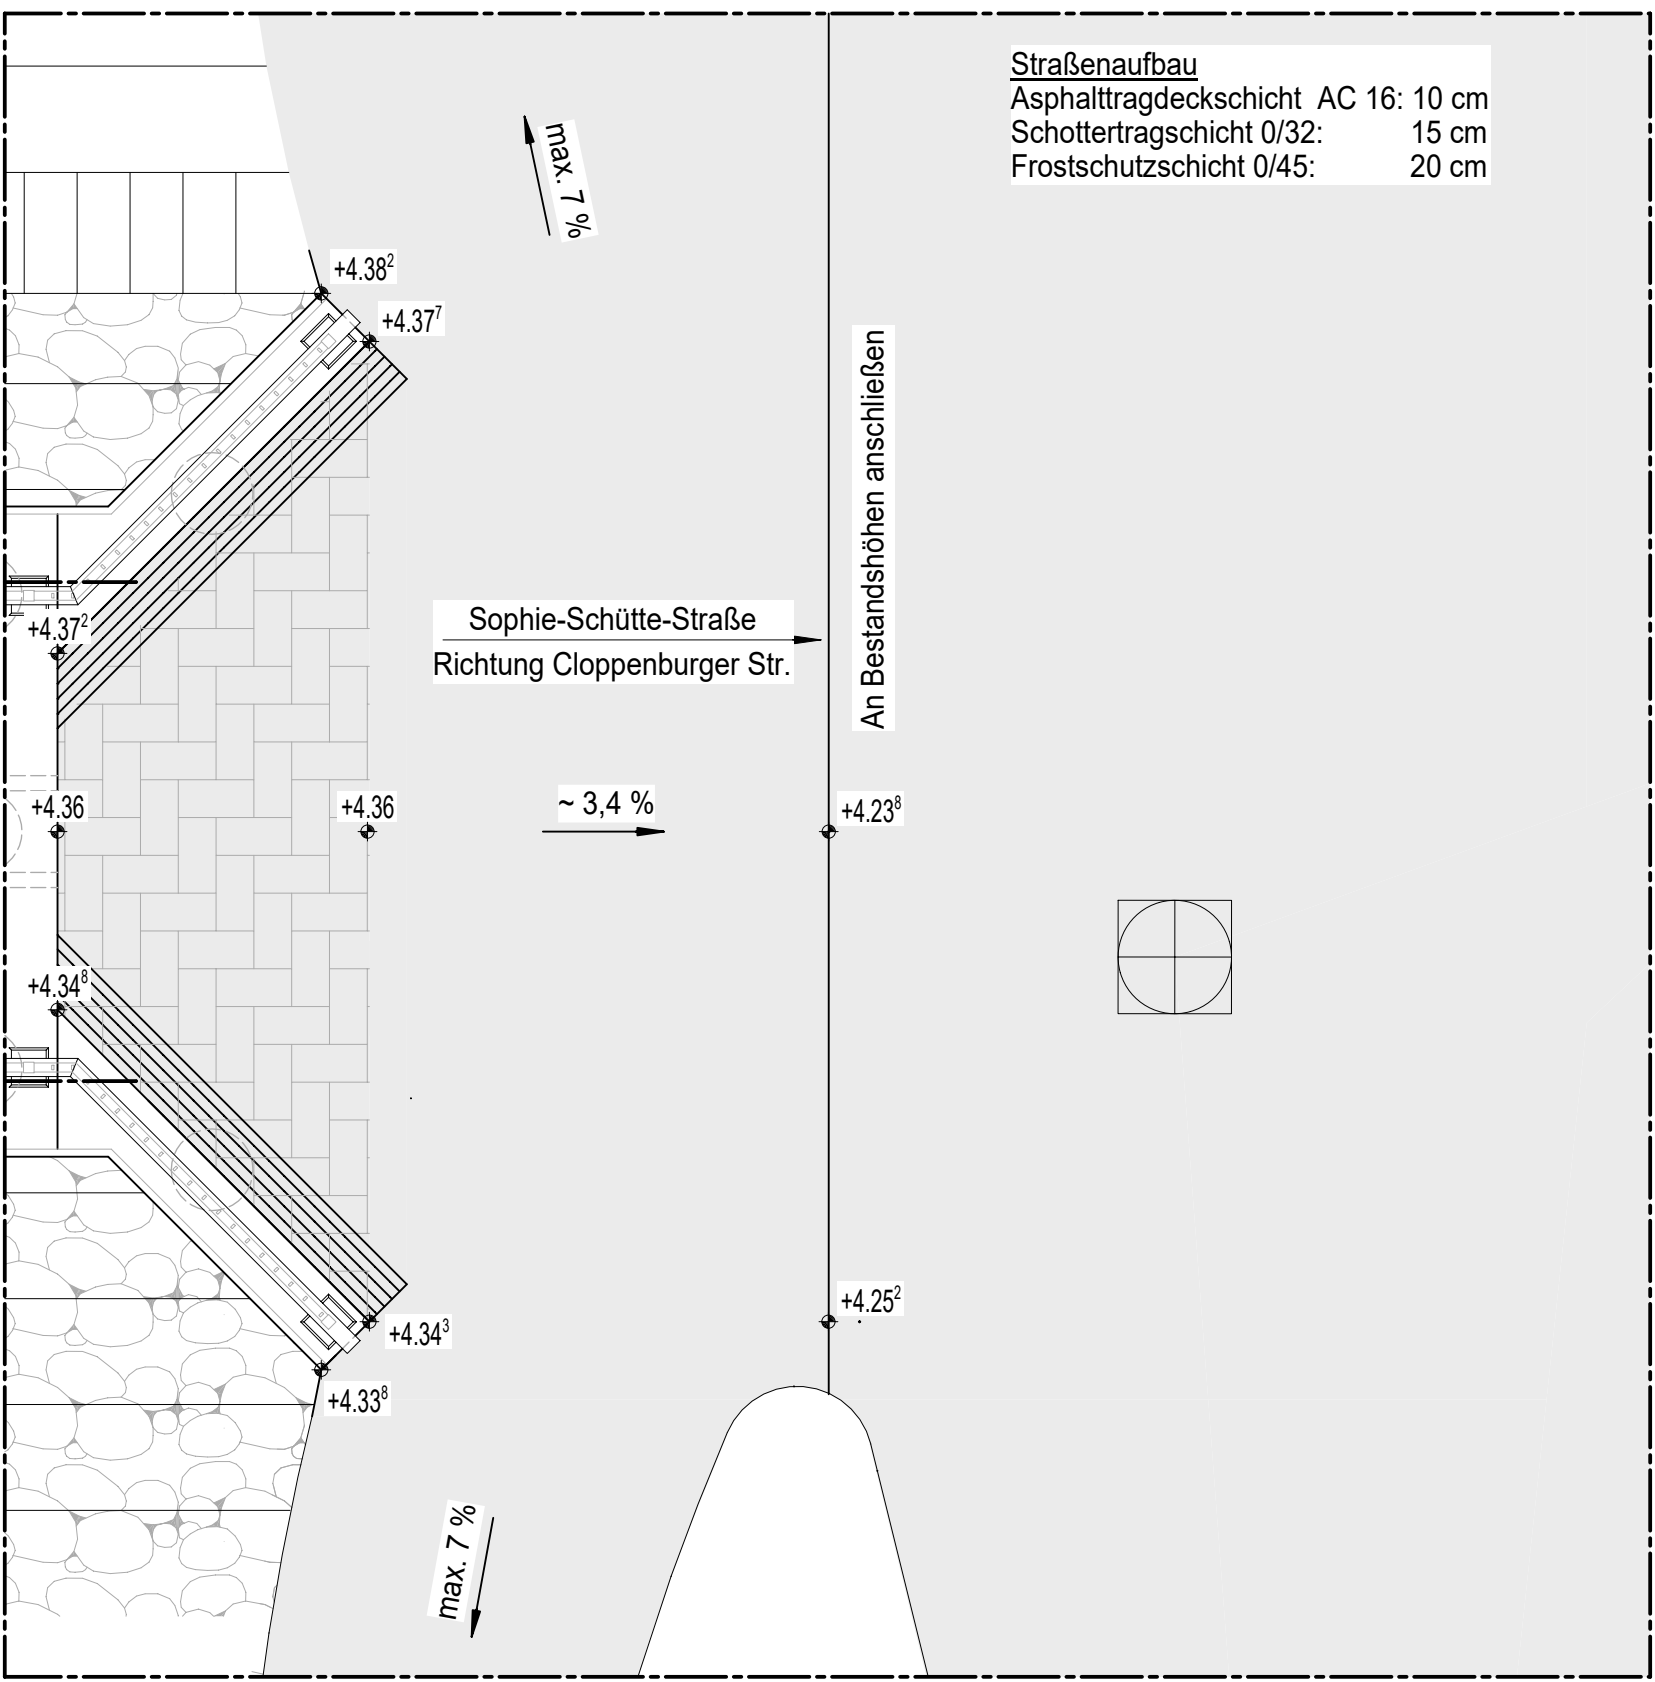 Straßenaufbau
Asphalttragdeckschicht AC 16: 10 cm
Schottertragschicht 0/32: 15 cm
Frostschutzschicht 0/45: 20 cm
max. 7 %
+4.38²
+4.37⁷
An Bestandshöhen anschließen
+4.37²
Sophie-Schütte-Straße
Richtung Cloppenburger Str.
+4.36
+4.36
~ 3,4 %
+4.23⁸
+4.34⁸
+4.25²
+4.34³
+4.33⁸
max. 7 %